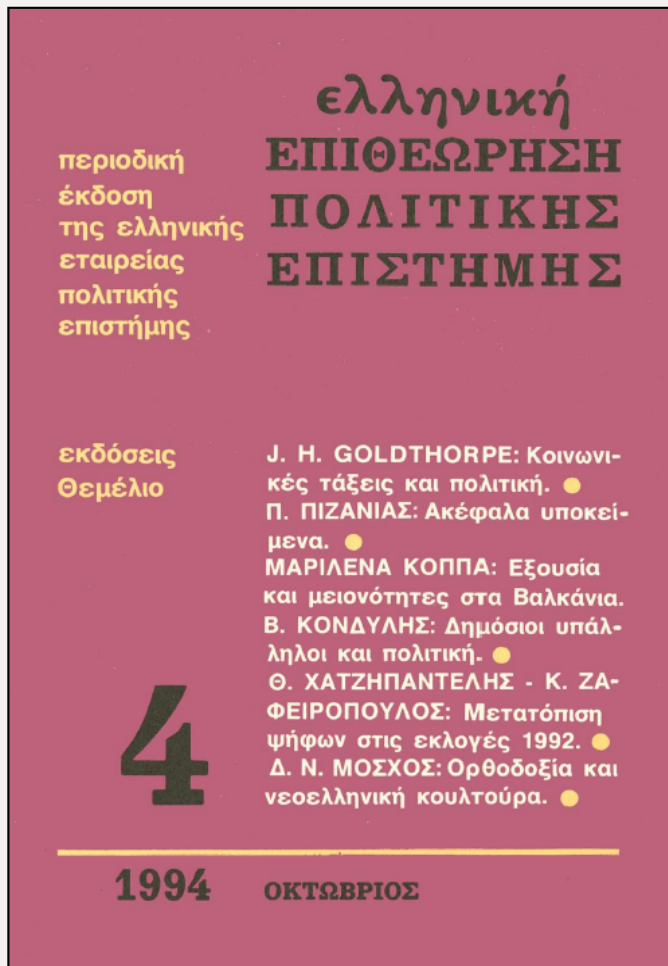 ελληνική
ΕΠΙΘΕΩΡΗΣΗ
ΠΟΛΙΤΙΚΗΣ
ΕΠΙΣΤΗΜΗΣ
περιοδική
έκδοση
της ελληνικής
εταιρείας
πολιτικής
επιστήμης
εκδόσεις
Θεμέλιο
J. H. GOLDTHORPE: Κοινωνι-
κές τάξεις και πολιτική.
Π. ΠΙΖΑΝΙΑΣ: Ακέφαλα υποκεί-
μενα.
ΜΑΡΙΛΕΝΑ ΚΟΠΠΑ: Εξουσία
και μειονότητες στα Βαλκάνια.
Β. ΚΟΝΔΥΛΗΣ: Δημόσιοι υπάλ-
ληλοι και πολιτική.
Θ. ΧΑΤΖΗΠΑΝΤΕΛΗΣ - Κ. ΖΑ-
ΦΕΙΡΟΠΟΥΛΟΣ: Μετατόπιση
ψήφων στις εκλογές 1992.
Δ. Ν. ΜΟΣΧΟΣ: Ορθοδοξία και
νεοελληνική κουλτούρα.
4
1994 ΟΚΤΩΒΡΙΟΣ